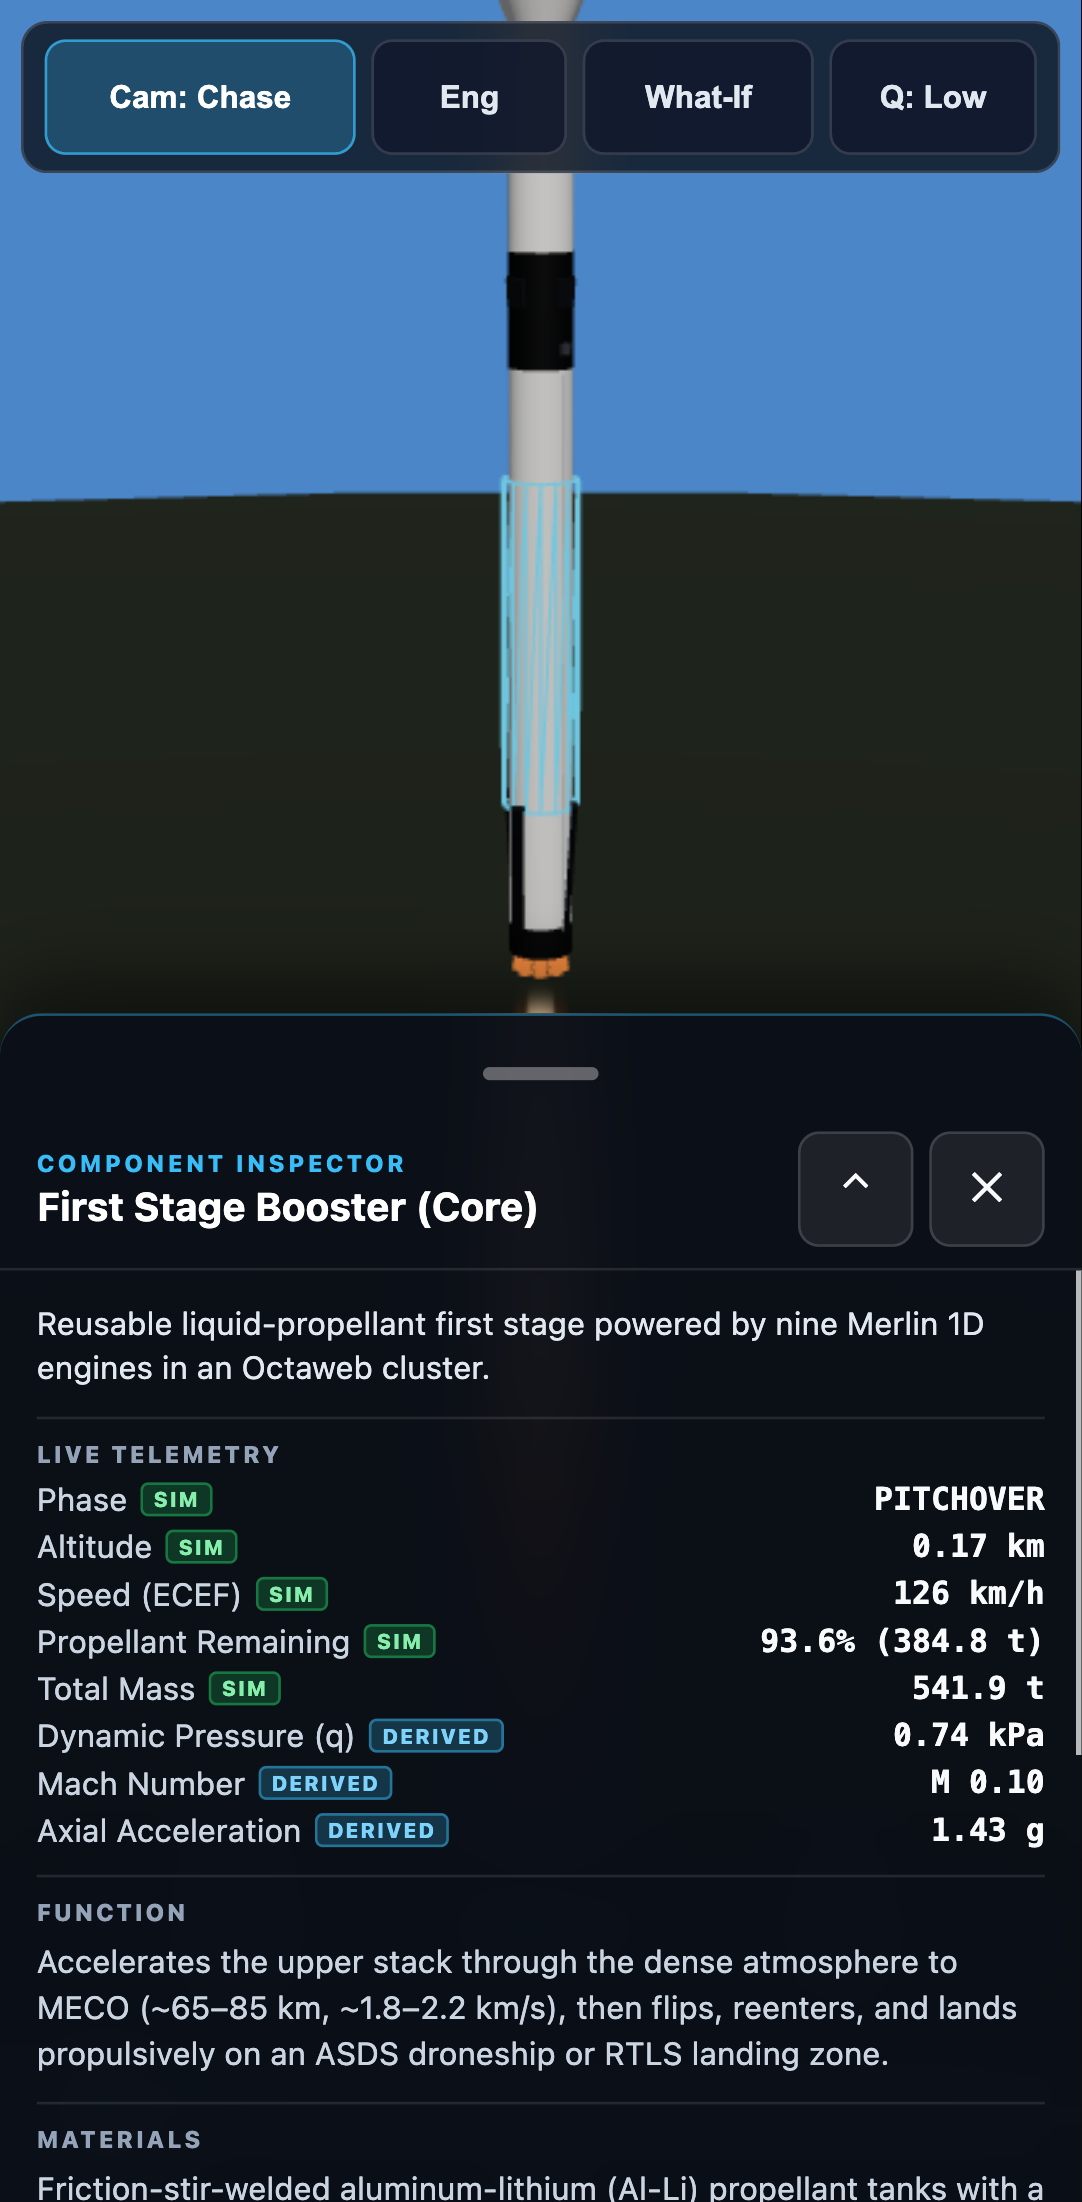 Cam: Chase Eng What-If Q: Low
COMPONENT INSPECTOR
First Stage Booster (Core)
Reusable liquid-propellant first stage powered by nine Merlin 1D
engines in an Octaweb cluster.
LIVE TELEMETRY
Phase SIM PITCHOVER
Altitude SIM 0.17 km
Speed (ECEF) SIM 126 km/h
Propellant Remaining SIM 93.6% (384.8 t)
Total Mass SIM 541.9 t
Dynamic Pressure (q) DERIVED 0.74 kPa
Mach Number DERIVED M 0.10
Axial Acceleration DERIVED 1.43 g
FUNCTION
Accelerates the upper stack through the dense atmosphere to
MECO (~65–85 km, ~1.8–2.2 km/s), then flips, reenters, and lands
propulsively on an ASDS droneship or RTLS landing zone.
MATERIALS
Friction-stir-welded aluminum-lithium (Al-Li) propellant tanks with a